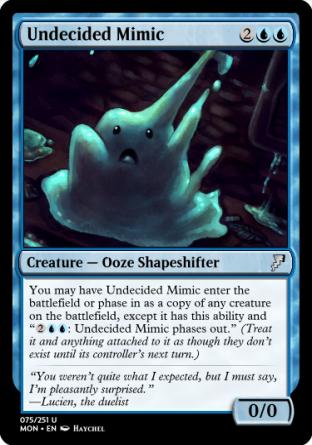 Undecided Mimic 2UU
Creature — Ooze Shapeshifter
You may have Undecided Mimic enter the
battlefield or phase in as a copy of any creature
on the battlefield, except it has this ability and
“2UU: Undecided Mimic phases out.” (Treat
it and anything attached to it as though they don't
exist until its controller's next turn.)
“You weren't quite what I expected, but I must say,
I'm pleasantly surprised.”
—Lucien, the duelist
0/0
075/251 U
MON • EN HAYCHEL